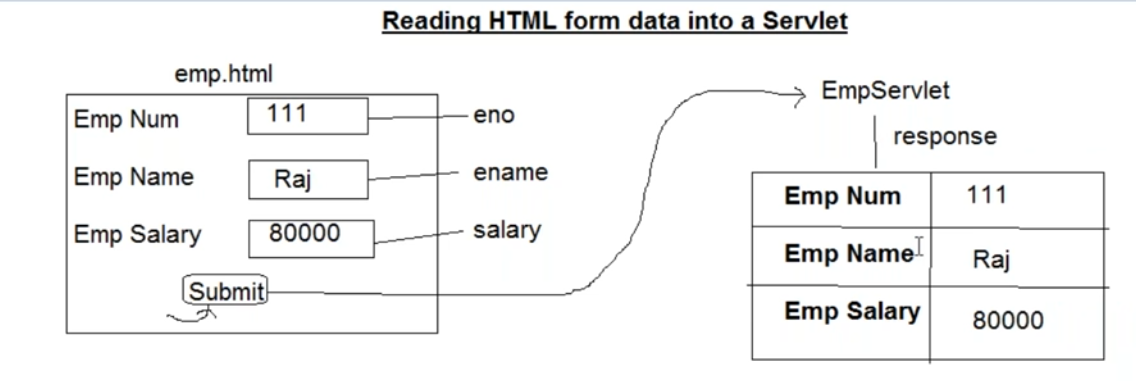 Reading HTML form data into a Servlet
emp.html
Emp Num 111 eno
Emp Name Raj ename
Emp Salary 80000 salary
Submit
EmpServlet
response
Emp Num 111
Emp Name Raj
Emp Salary 80000